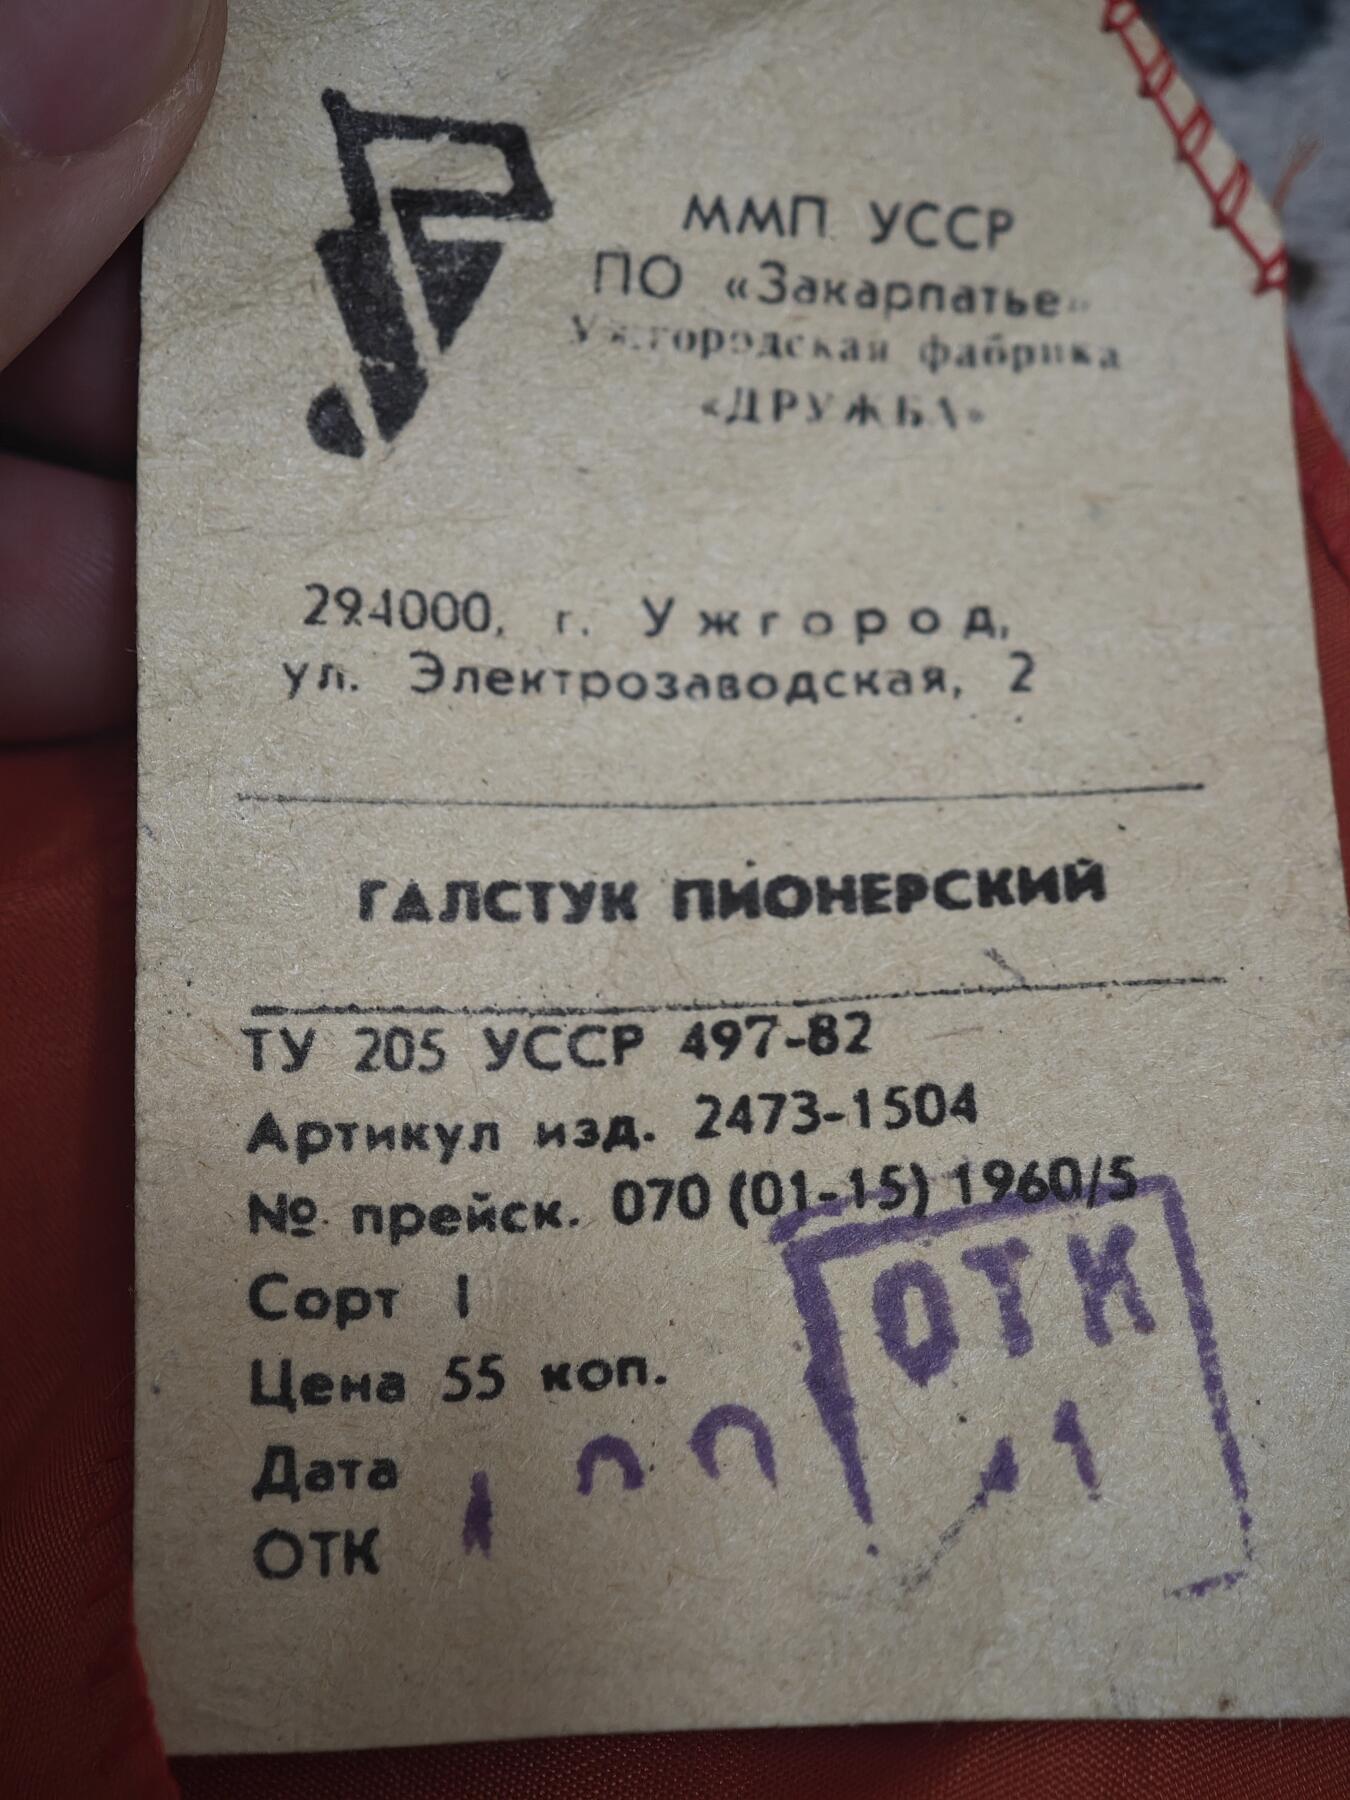 ММП УССР
ПО «Закарпатье»
Ужгородская фабрика
«ДРУЖБА»
294000, г. Ужгород,
ул. Электрозаводская, 2
ГАЛСТУК ПИОНЕРСКИЙ
ТУ 205 УССР 497-82
Артикул изд. 2473-1504
№ прейск. 070 (01-15) 1960/5
Сорт I
Цена 55 коп.
Дата
ОТК
ОТК